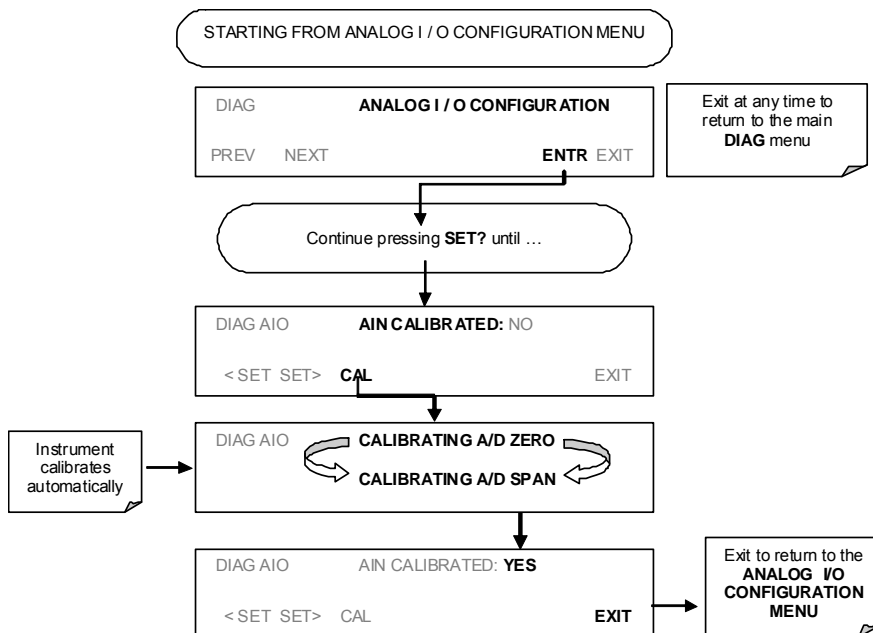 STARTING FROM ANALOG I / O CONFIGURATION MENU
DIAG ANALOG I / O CONFIGURATION
PREV NEXT ENTR EXIT
Exit at any time to
return to the main
DIAG menu
Continue pressing SET? until …
DIAG AIO AIN CALIBRATED: NO
< SET SET> CAL EXIT
Instrument
calibrates
automatically
DIAG AIO CALIBRATING A/D ZERO
CALIBRATING A/D SPAN
DIAG AIO AIN CALIBRATED: YES
< SET SET> CAL EXIT
Exit to return to the
ANALOG I/O
CONFIGURATION
MENU